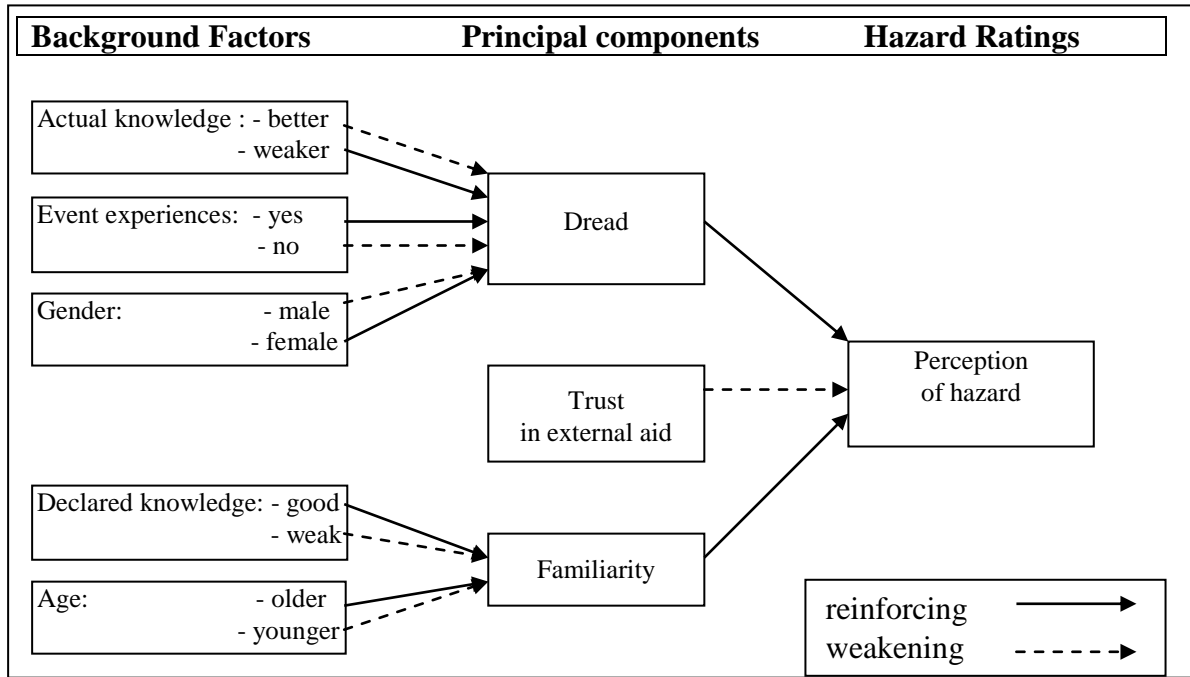 Background Factors Principal components Hazard Ratings
Actual knowledge : - better
- weaker
Event experiences: - yes
- no
Gender: - male
- female
Declared knowledge: - good
- weak
Age: - older
- younger
Dread
Trust
in external aid
Familiarity
Perception
of hazard
reinforcing
weakening